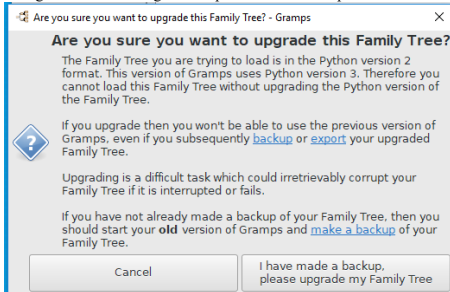 Are you sure you want to upgrade this Family Tree? - Gramps
Are you sure you want to upgrade this Family Tree?
The Family Tree you are trying to load is in the Python version 2
format. This version of Gramps uses Python version 3. Therefore you
cannot load this Family Tree without upgrading the Python version of
the Family Tree.
If you upgrade then you won't be able to use the previous version of
Gramps, even if you subsequently backup or export your upgraded
Family Tree.
Upgrading is a difficult task which could irretrievably corrupt your
Family Tree if it is interrupted or fails.
If you have not already made a backup of your Family Tree, then you
should start your old version of Gramps and make a backup of your
Family Tree.
Cancel
I have made a backup,
please upgrade my Family Tree